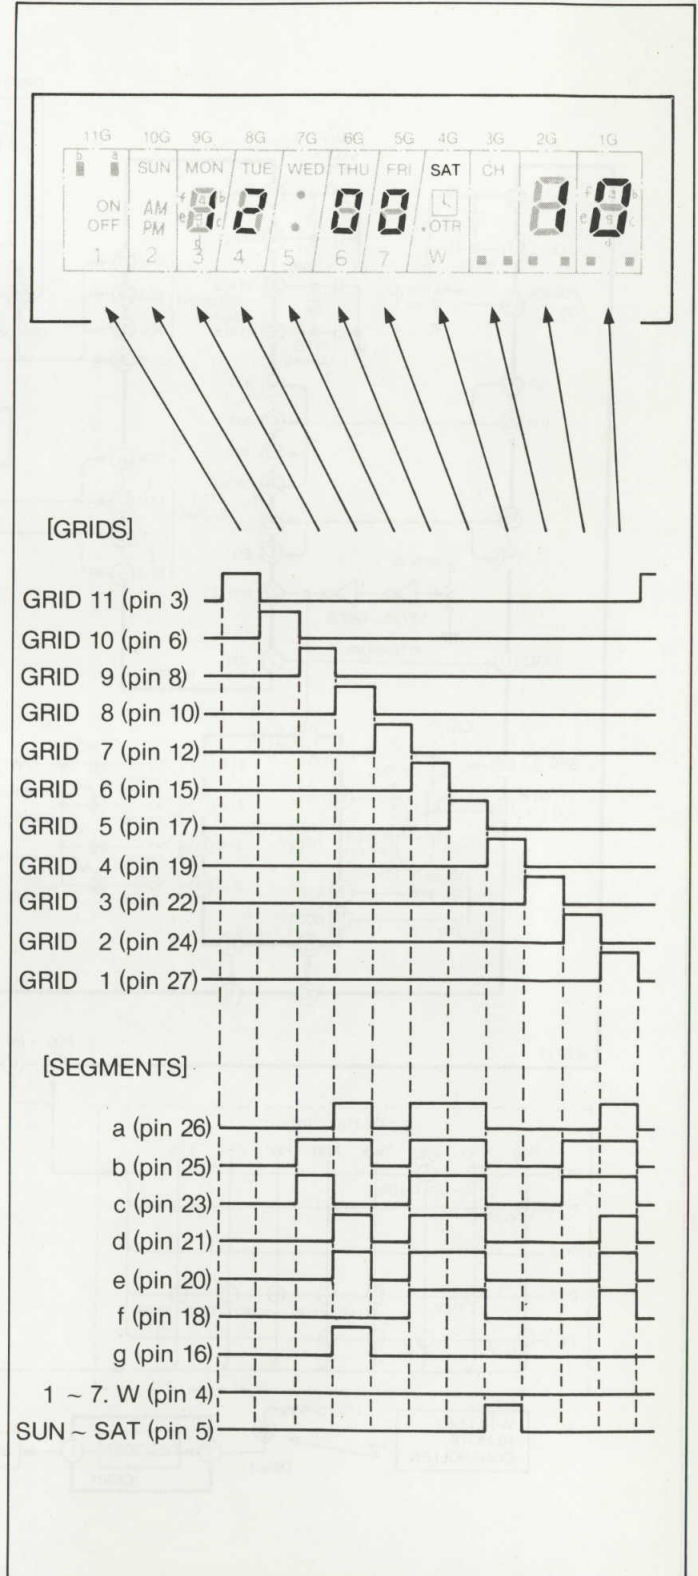 11G 10G 9G 8G 7G 6G 5G 4G 3G 2G 1G
b a SUN MON TUE WED THU FRI SAT CH
f a b f a b
ON AM 12 : 00 10
OFF PM e g c .OTR e g c
d d
1 2 3 4 5 6 7 W
[GRIDS]
GRID 11 (pin 3)
GRID 10 (pin 6)
GRID 9 (pin 8)
GRID 8 (pin 10)
GRID 7 (pin 12)
GRID 6 (pin 15)
GRID 5 (pin 17)
GRID 4 (pin 19)
GRID 3 (pin 22)
GRID 2 (pin 24)
GRID 1 (pin 27)
[SEGMENTS]
a (pin 26)
b (pin 25)
c (pin 23)
d (pin 21)
e (pin 20)
f (pin 18)
g (pin 16)
1 ~ 7. W (pin 4)
SUN ~ SAT (pin 5)